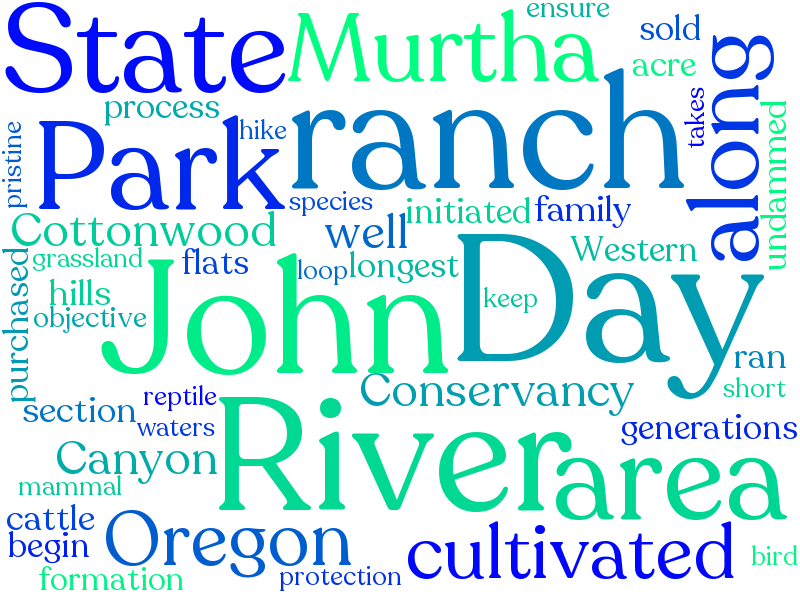 ensure
State
Murtha
sold
acre
process
along
takes
undammed
hike
Park
ranch
pristine
species
initiated
family
Cottonwood
well
Western
grassland
flats
loop
longest
John
Day
keep
hills
objective
purchased
ran
short
Conservancy
reptile
section
waters
generations
River
area
Canyon
mammal
cattle
begin
Oregon
cultivated
bird
formation
protection